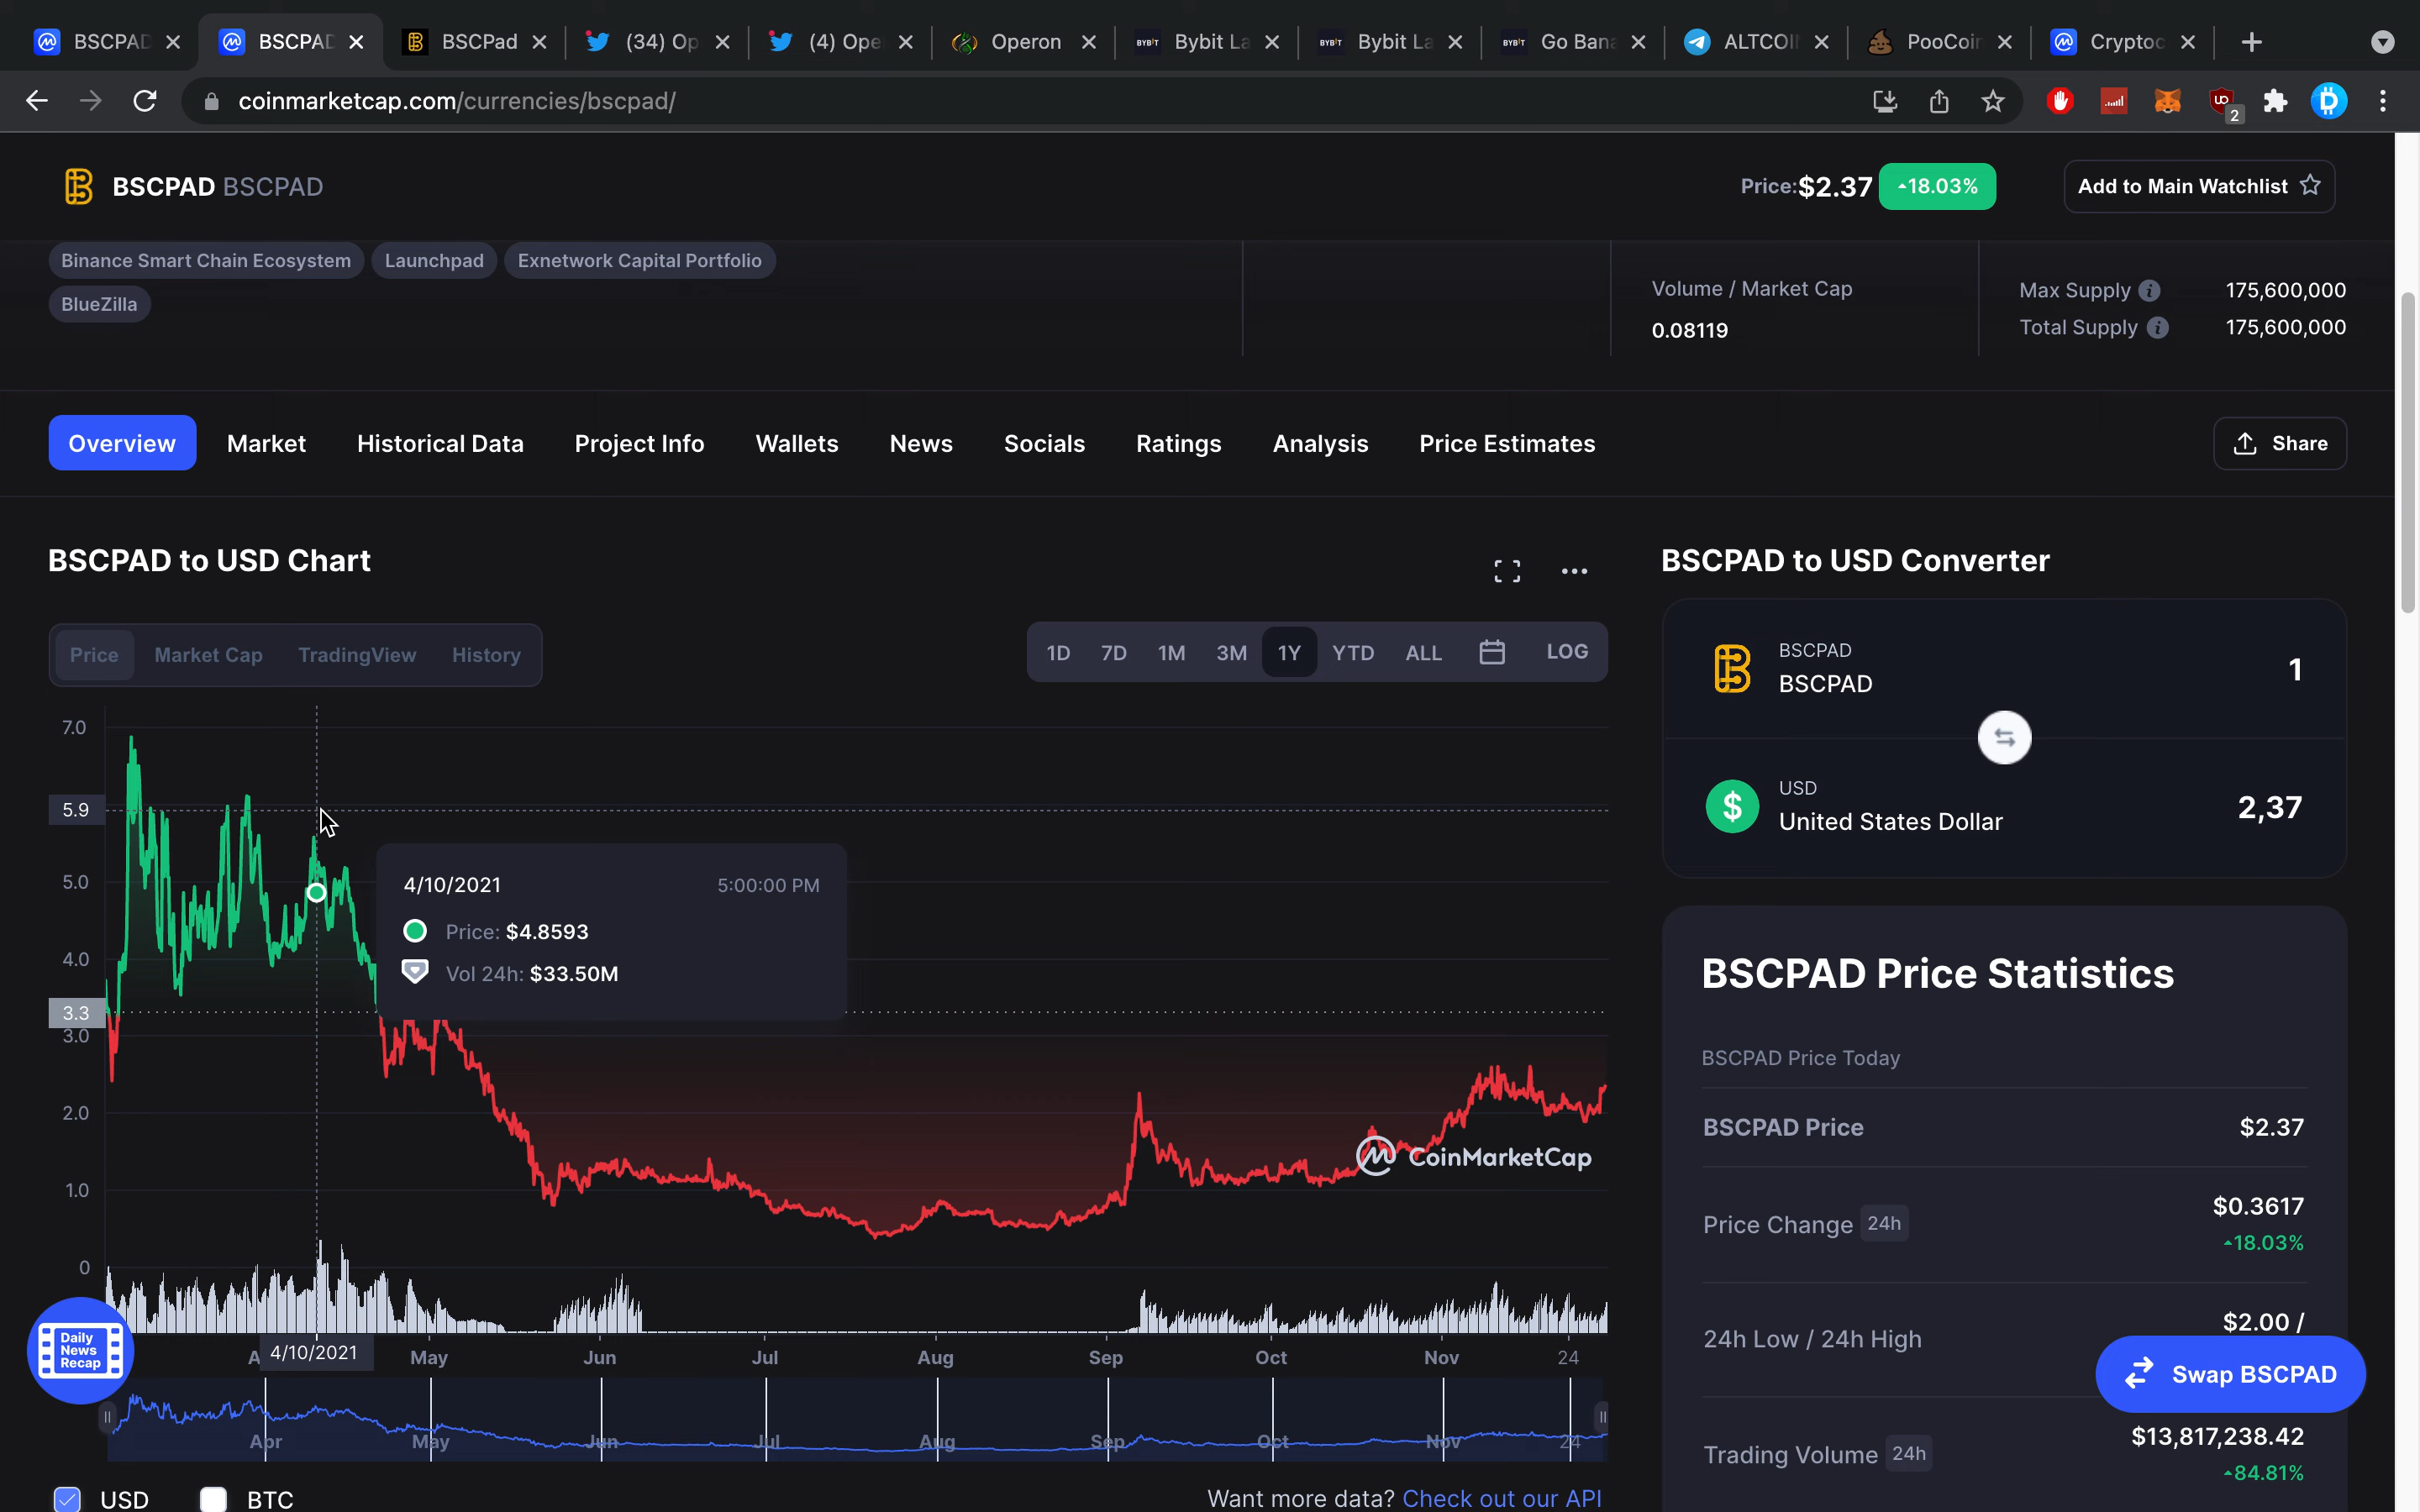 BSCPAD
BSCPAD
BSCPad
(34) Op
(4) Ope
Operon
Bybit La
Bybit La
Go Bana
ALTCOI
PooCoin
Cryptoc
coinmarketcap.com/currencies/bscpad/
2
BSCPAD BSCPAD
Price:$2.37
18.03%
Add to Main Watchlist
Binance Smart Chain Ecosystem
Launchpad
Exnetwork Capital Portfolio
BlueZilla
Volume / Market Cap
0.08119
Max Supply 175,600,000
Total Supply 175,600,000
Overview
Market
Historical Data
Project Info
Wallets
News
Socials
Ratings
Analysis
Price Estimates
Share
BSCPAD to USD Chart
Price
Market Cap
TradingView
History
1D
7D
1M
3M
1Y
YTD
ALL
LOG
7.0
5.9
5.0
4.0
3.3
3.0
2.0
1.0
0
4/10/2021 5:00:00 PM
Price: $4.8593
Vol 24h: $33.50M
CoinMarketCap
4/10/2021
May
Jun
Jul
Aug
Sep
Oct
Nov
24
Apr
May
Jun
Jul
Aug
Sep
Oct
Nov
24
Daily
News
Recap
USD
BTC
Want more data? Check out our API
BSCPAD to USD Converter
BSCPAD
BSCPAD
1
USD
United States Dollar
2,37
BSCPAD Price Statistics
BSCPAD Price Today
BSCPAD Price $2.37
Price Change 24h $0.3617
18.03%
24h Low / 24h High $2.00 /
Swap BSCPAD
Trading Volume 24h $13,817,238.42
84.81%